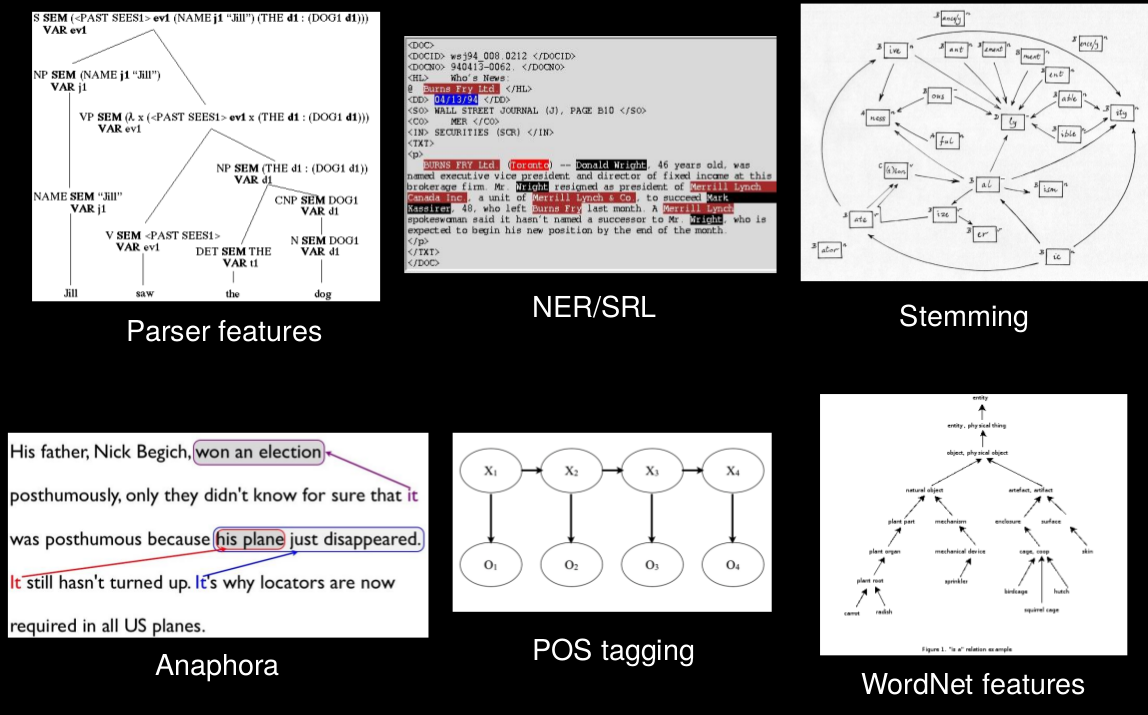 S SEM (<PAST SEES1> ev1 (NAME j1 “Jill”) (THE d1 : (DOG1 d1)))
VAR ev1
NP SEM (NAME j1 “Jill”)
VAR j1
VP SEM (λ x (<PAST SEES1> ev1 x (THE d1 : (DOG1 d1)))
VAR ev1
NP SEM (THE d1 : (DOG1 d1))
VAR d1
NAME SEM “Jill”
VAR j1
CNP SEM DOG1
VAR d1
V SEM <PAST SEES1>
VAR ev1
DET SEM THE
VAR t1
N SEM DOG1
VAR d1
Jill saw the dog
Parser features
<DOC>
<DOCID> wsj94_008.0212 </DOCID>
<DOCNO> 940413-0062. </DOCNO>
<HL> Who's News:
@ Burns Fry Ltd. </HL>
<DD> 04/13/94 </DD>
<SO> WALL STREET JOURNAL (J), PAGE B10 </SO>
<CO> MER </CO>
<IN> SECURITIES (SCR) </IN>
<TXT>
<p>
BURNS FRY Ltd. (Toronto) -- Donald Wright, 46 years old, was
named executive vice president and director of fixed income at this
brokerage firm. Mr. Wright resigned as president of Merrill Lynch
Canada Inc., a unit of Merrill Lynch & Co., to succeed Mark
Kassirer, 48, who left Burns Fry last month. A Merrill Lynch
spokeswoman said it hasn't named a successor to Mr. Wright, who is
expected to begin his new position by the end of the month.
</p>
</TXT>
</DOC>
NER/SRL
B ance/y n
B ive n
B ant n
B ement n
B ment n
B ency n
B ent n
B able n
B ous
A ness n
D ly
B ity n
B ible n
A ful n
B al n
B ism n
B ate
B ize
B er n
B ator n
B ic n
Stemming
His father, Nick Begich, won an election
posthumously, only they didn't know for sure that it
was posthumous because his plane just disappeared.
It still hasn't turned up. It's why locators are now
required in all US planes.
Anaphora
X1 X2 X3 X4
O1 O2 O3 O4
POS tagging
entity
entity, physical thing
object, physical object
natural object artefact, artifact
plant part mechanism enclosure surface
plant organ mechanical device cage, coop skin
plant root sprinkler birdcage hutch
squirrel cage
carrot radish
Figure 1. "is a" relation example
WordNet features